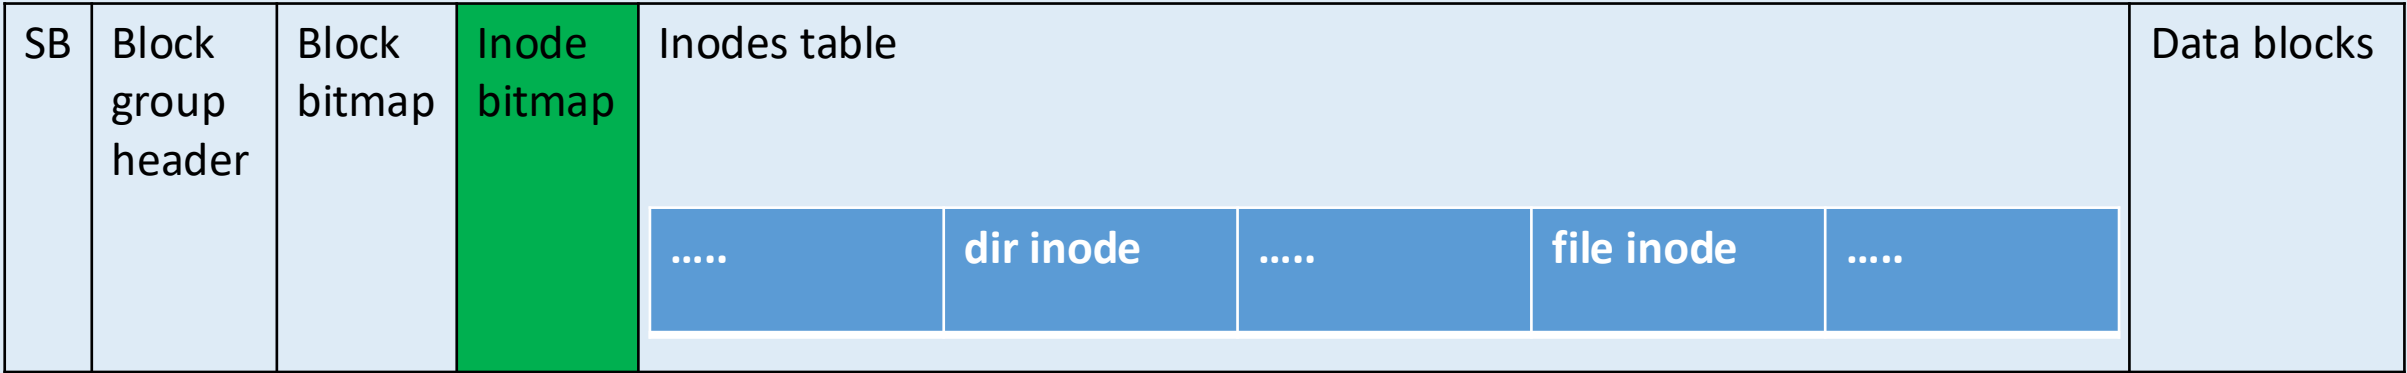 SB
Block
group
header
Block
bitmap
Inode
bitmap
Inodes table
Data blocks
.....
dir inode
.....
file inode
.....